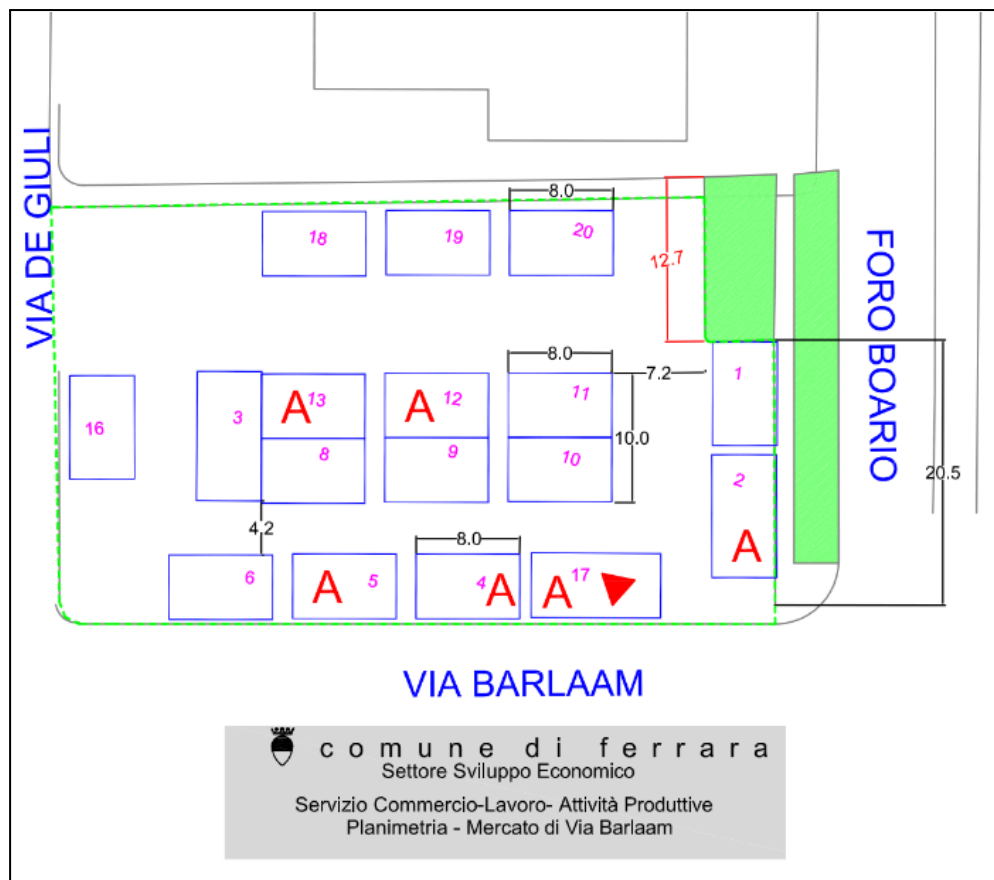 VIA DE GIULI
8.0
18
19
20
12.7
FORO BOARIO
8.0
7.2
1
16
3
A 13
A 12
11
10.0
8
9
10
2
A
20.5
4.2
8.0
6
A 5
4 A
A 17
VIA BARLAAM
comune di ferrara
Settore Sviluppo Economico
Servizio Commercio-Lavoro- Attività Produttive
Planimetria - Mercato di Via Barlaam